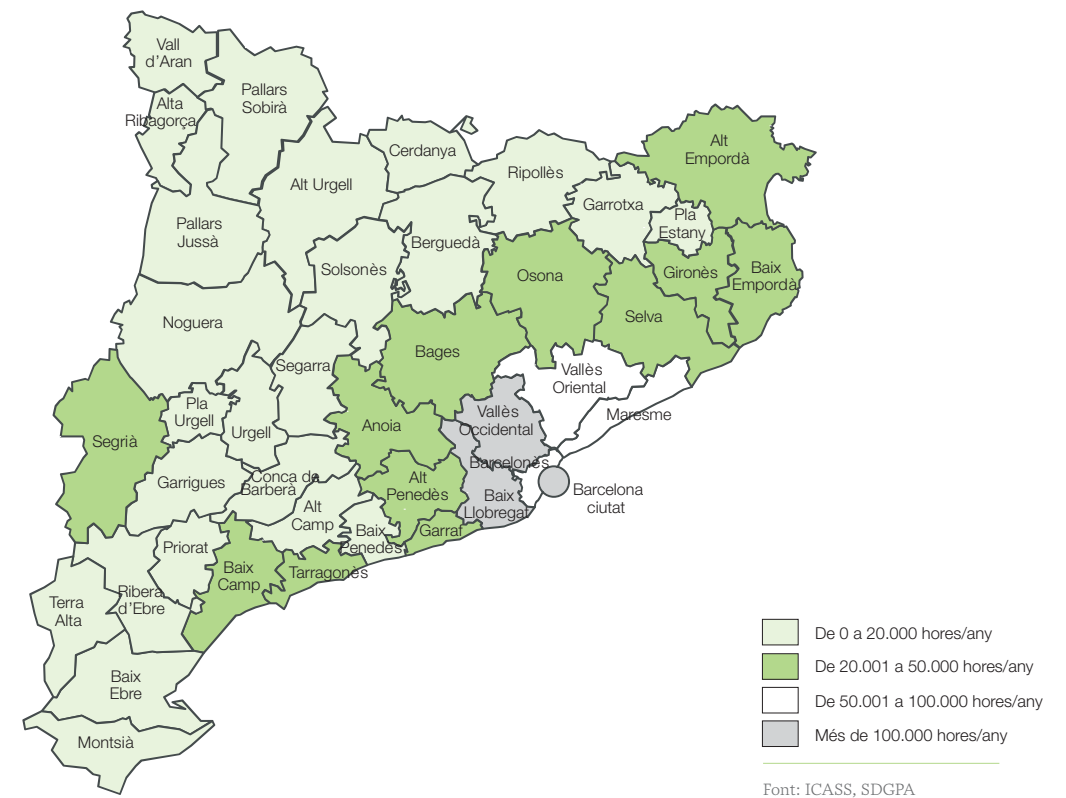 Vall
d'Aran
Alta
Ribagorça
Pallars
Sobirà
Cerdanya
Alt
Empordà
Ripollès
Alt Urgell
Garrotxa
Pla
Estany
Pallars
Jussà
Berguedà
Solsonès
Osona
Gironès
Baix
Empordà
Noguera
Selva
Bages
Segarra
Vallès
Oriental
Pla
Urgell
Maresme
Vallès
Occidental
Urgell
Anoia
Segrià
Barcelonès
Garrigues
Conca de
Barberà
Alt
Penedès
Baix
Llobregat
Barcelona
ciutat
Alt
Camp
Garraf
Baix
Penedès
Priorat
Baix
Camp
Tarragonès
Ribera
d'Ebre
Terra
Alta
Baix
Ebre
Montsià
De 0 a 20.000 hores/any
De 20.001 a 50.000 hores/any
De 50.001 a 100.000 hores/any
Més de 100.000 hores/any
Font: ICASS, SDGPA